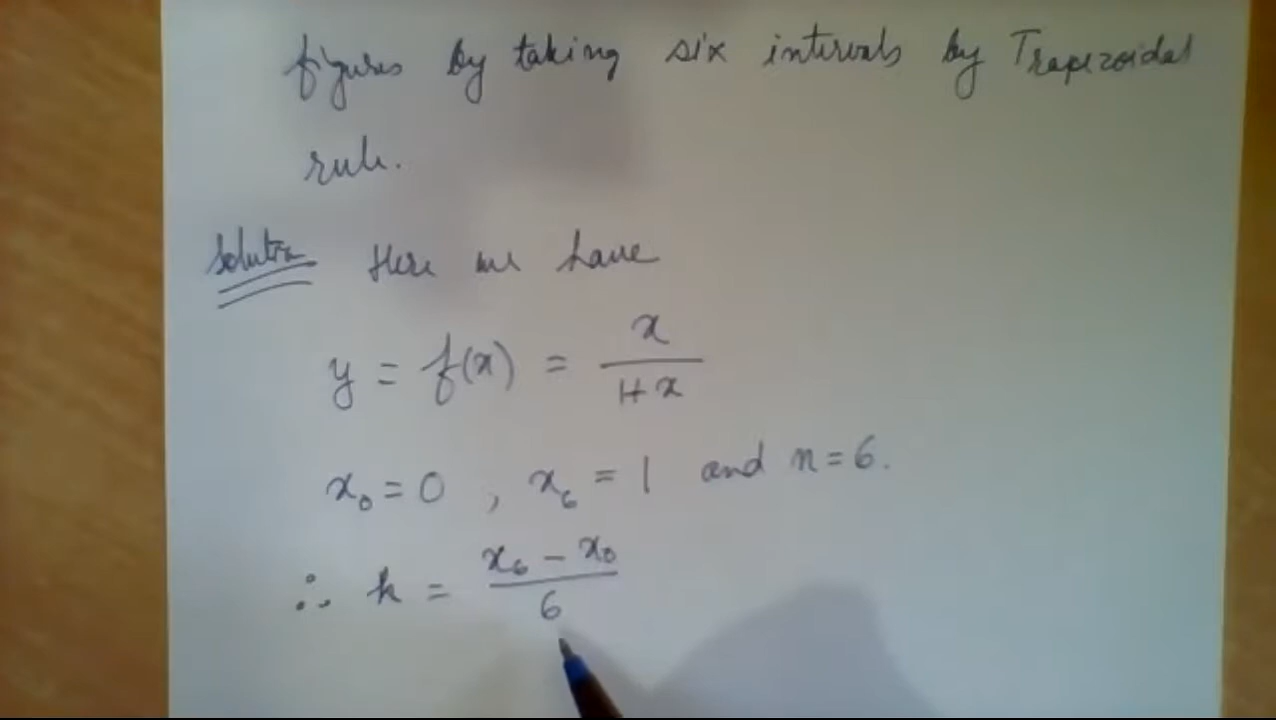 figures by taking six intervals by Trapezoidal
rule.
Solutn Here we have
y = f(x) = x / 1+x
x₀ = 0 , x₆ = 1 and n = 6.
∴ h = x₆ - x₀ / 6